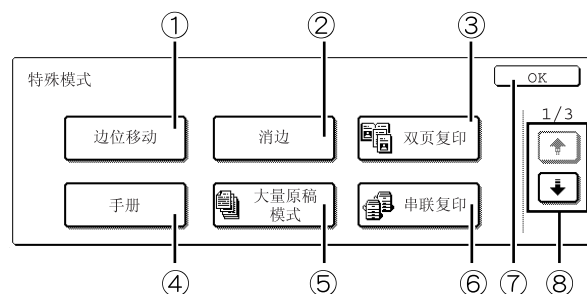 ① ② ③
特殊模式 OK
1/3
边位移动 消边 双页复印
手册 大量原稿 串联复印
模式
④ ⑤ ⑥ ⑦ ⑧